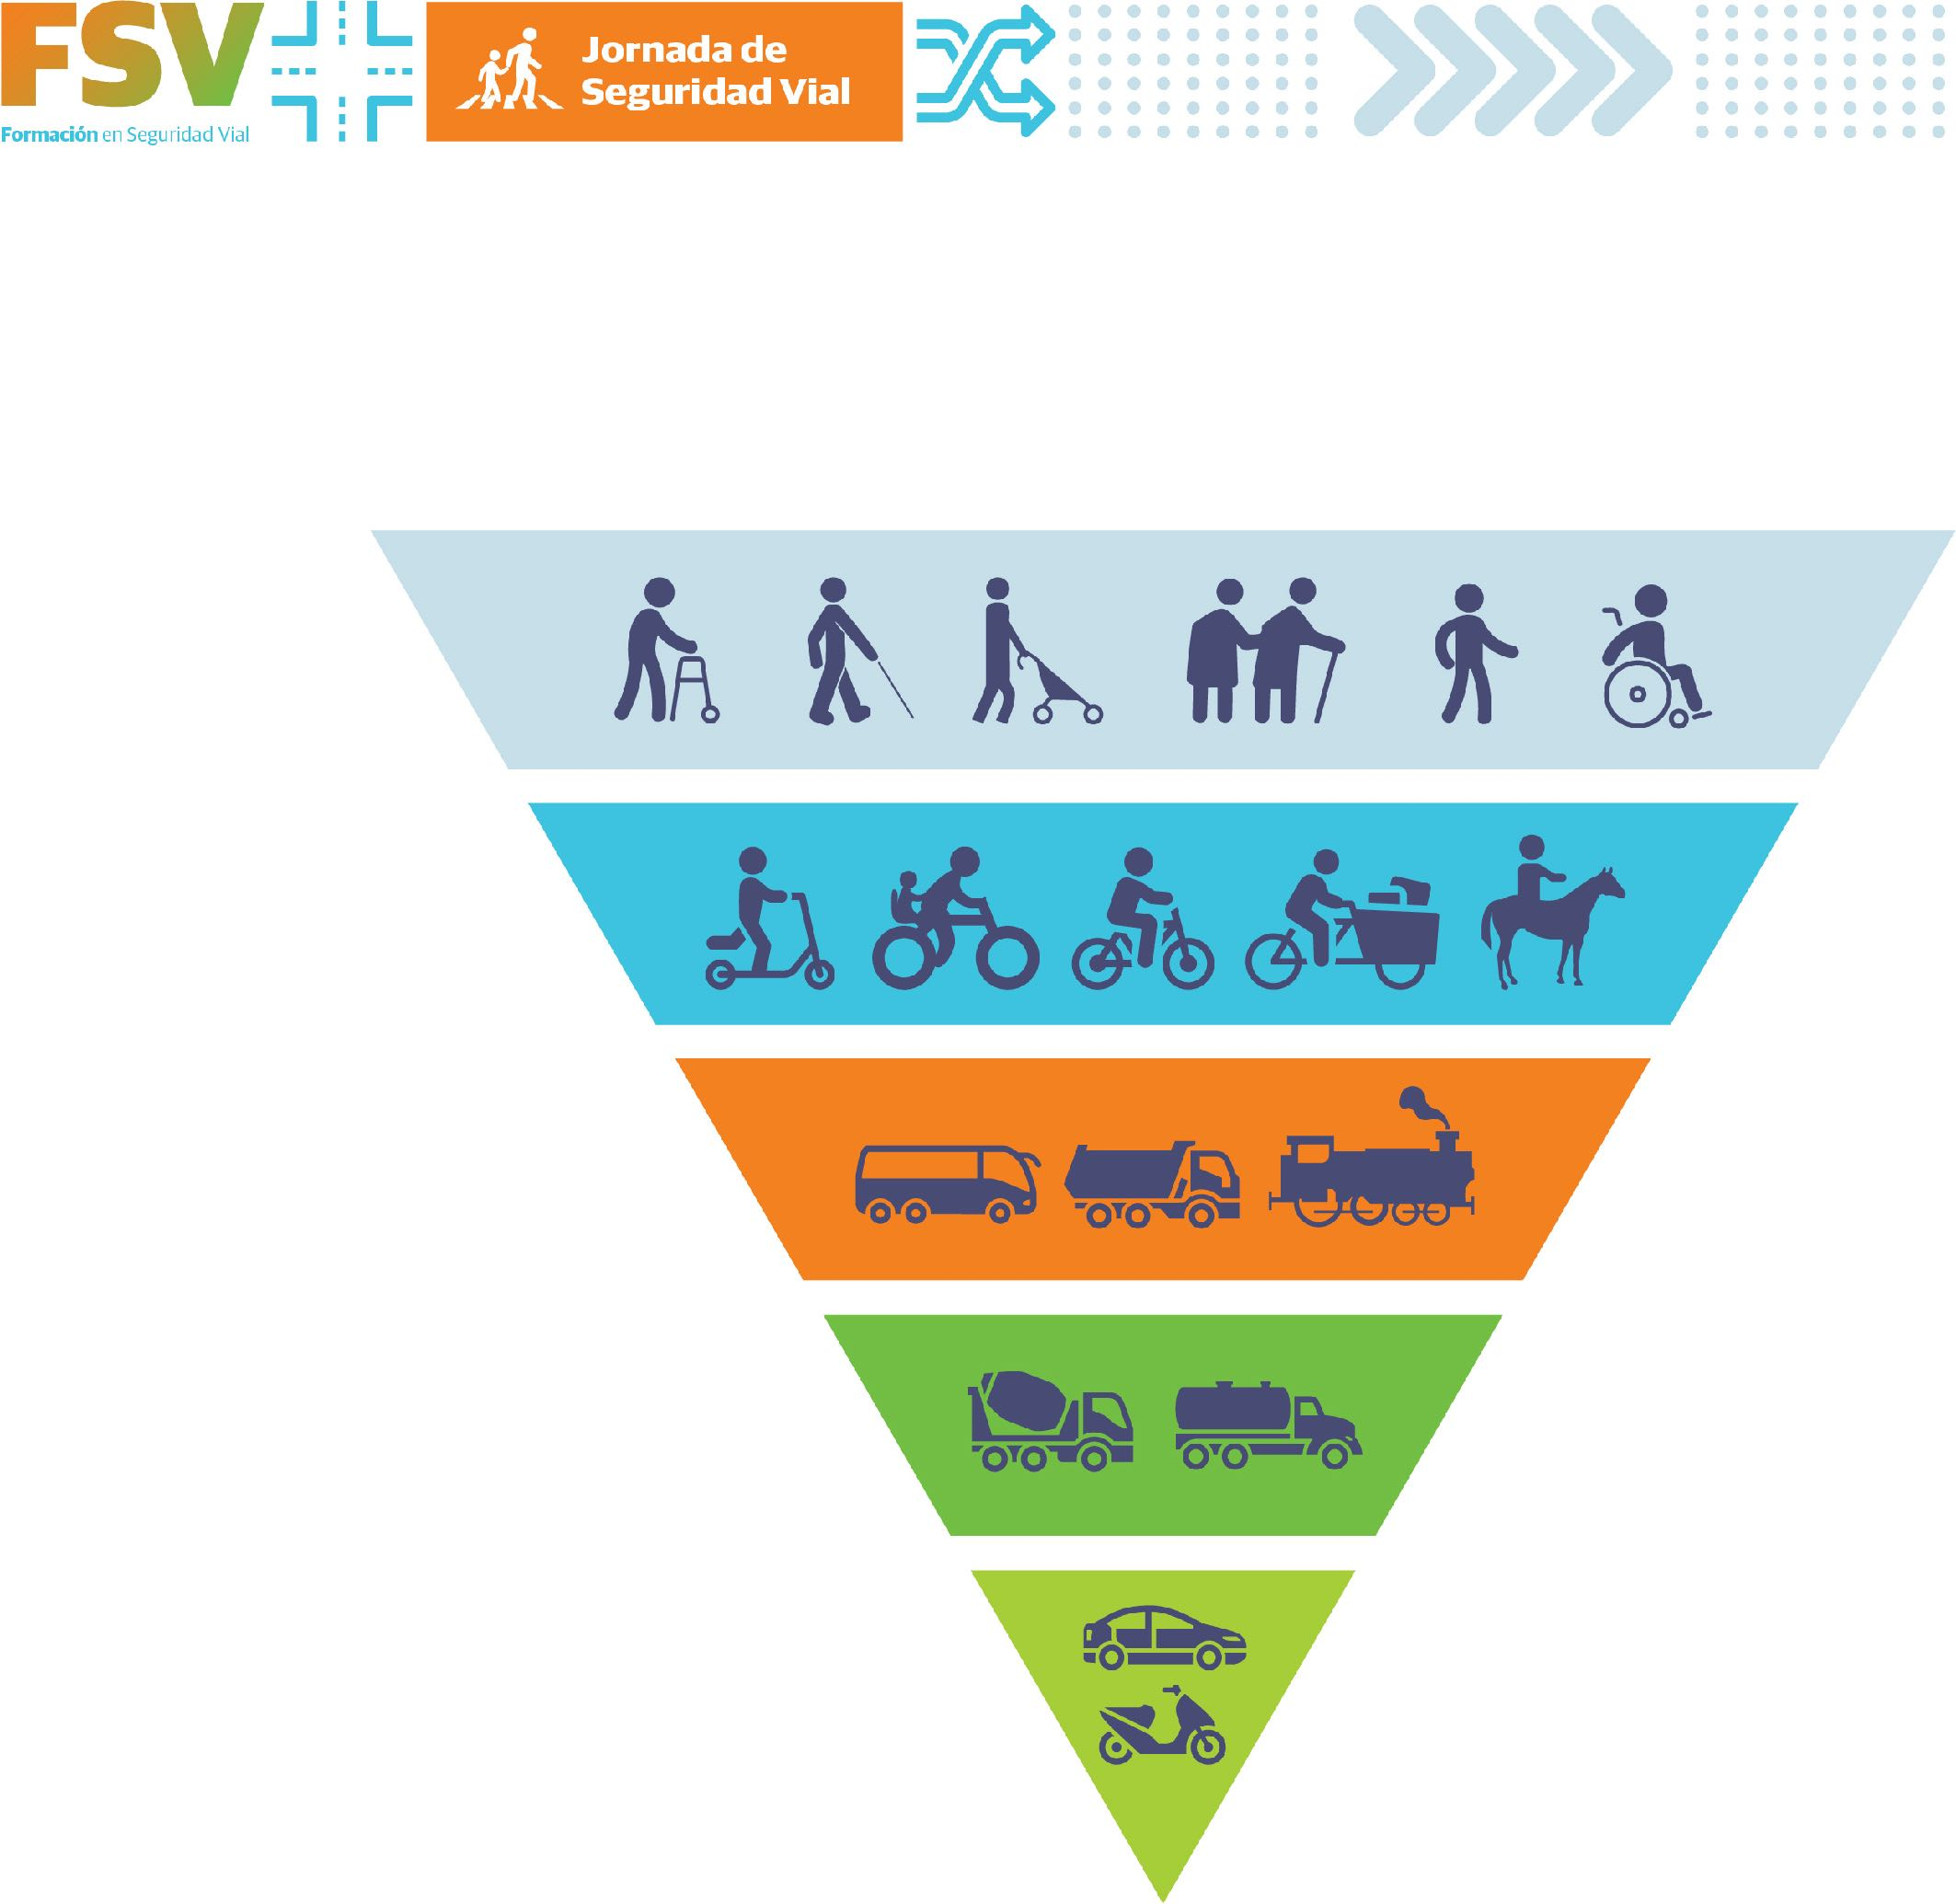 FSV
Formación en Seguridad Vial
Jornada de
Seguridad Vial